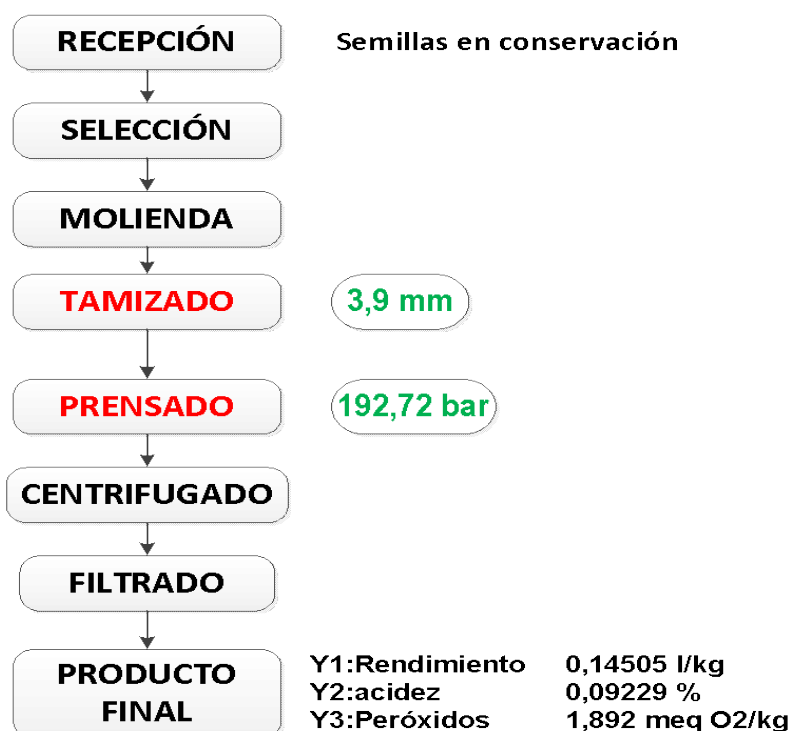 RECEPCIÓN
Semillas en conservación
SELECCIÓN
MOLIENDA
TAMIZADO
3,9 mm
PRENSADO
192,72 bar
CENTRIFUGADO
FILTRADO
PRODUCTO
FINAL
Y1:Rendimiento 0,14505 l/kg
Y2:acidez 0,09229 %
Y3:Peróxidos 1,892 meq O2/kg